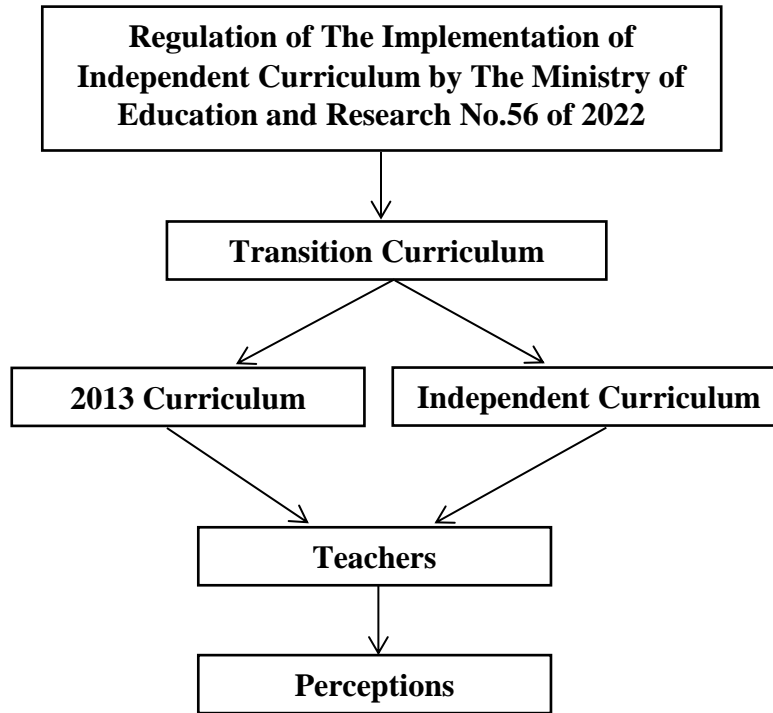 Regulation of The Implementation of
Independent Curriculum by The Ministry of
Education and Research No.56 of 2022
Transition Curriculum
2013 Curriculum
Independent Curriculum
Teachers
Perceptions